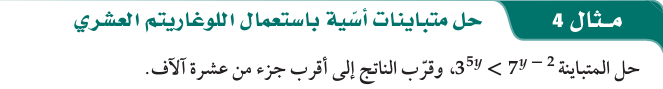 مثال 4 حل متباينات أسّية باستعمال اللوغاريتم العشري
حل المتباينة 3^{5y} < 7^{y − 2}، وقرّب الناتج إلى أقرب جزء من عشرة آلاف.